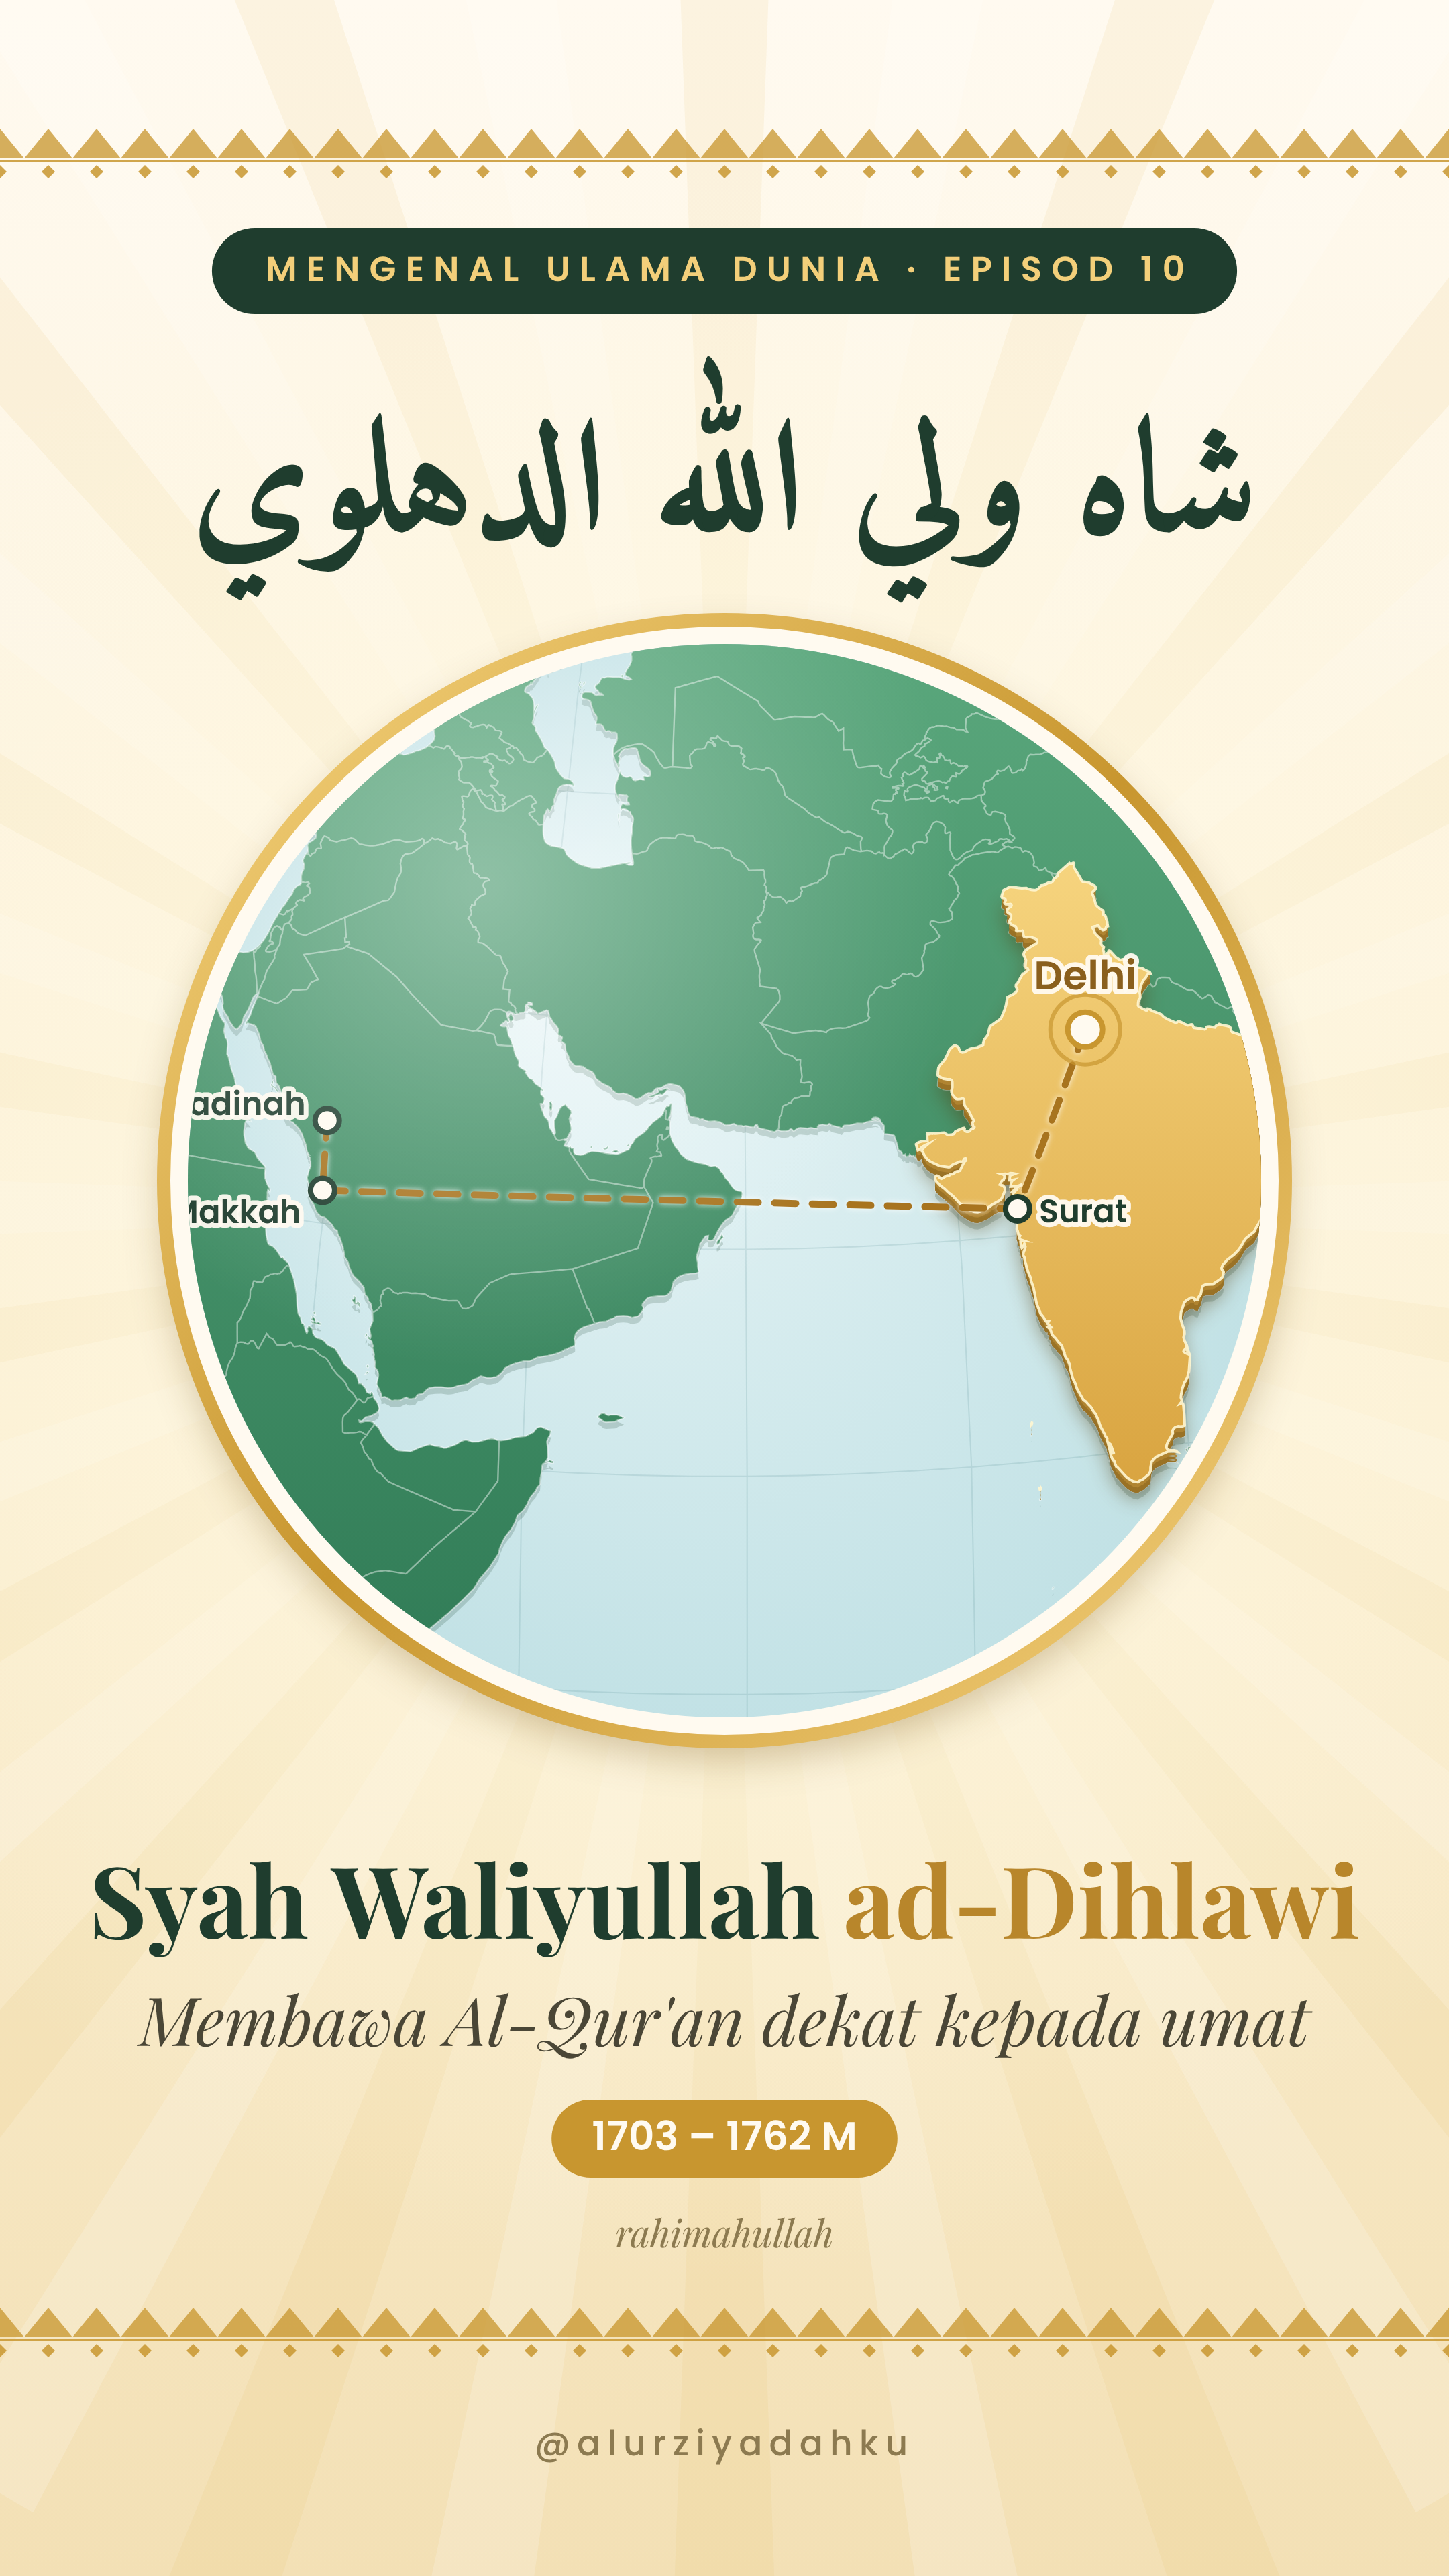 MENGENAL ULAMA DUNIA · EPISOD 10
شاه ولي الله الدهلوي
Delhi
adinah
Makkah
Surat
Syah Waliyullah ad-Dihlawi
Membawa Al-Qur'an dekat kepada umat
1703 – 1762 M
rahimahullah
@alurziyadahku